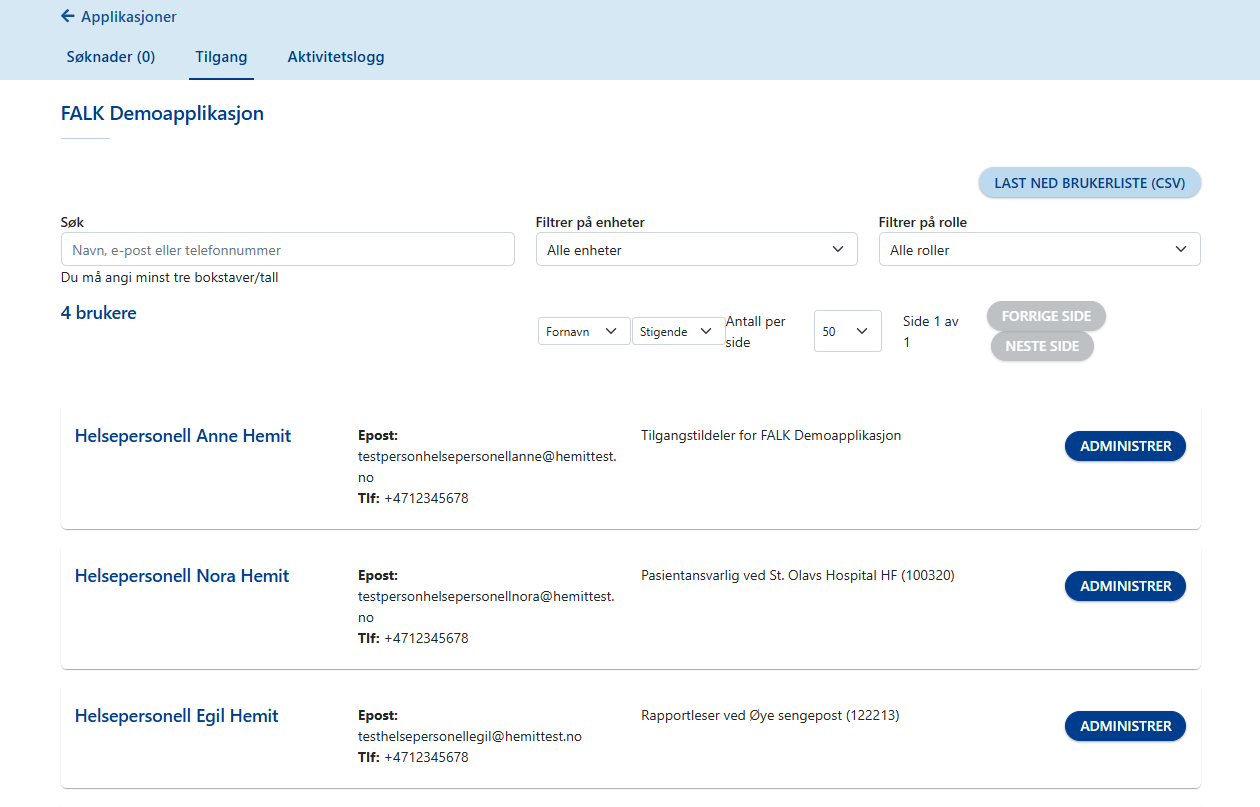 Applikasjoner
Søknader (0) Tilgang Aktivitetslogg
FALK Demoapplikasjon
LAST NED BRUKERLISTE (CSV)
Søk
Navn, e-post eller telefonnummer
Du må angi minst tre bokstaver/tall
Filtrer på enheter
Alle enheter
Filtrer på rolle
Alle roller
4 brukere
Fornavn
Stigende
Antall per
side
50
Side 1 av
1
FORRIGE SIDE
NESTE SIDE
Helsepersonell Anne Hemit
Epost:
testpersonhelsepersonellanne@hemittest.
no
Tlf: +4712345678
Tilgangstildeler for FALK Demoapplikasjon
ADMINISTRER
Helsepersonell Nora Hemit
Epost:
testpersonhelsepersonellnora@hemittest.
no
Tlf: +4712345678
Pasientansvarlig ved St. Olavs Hospital HF (100320)
ADMINISTRER
Helsepersonell Egil Hemit
Epost:
testhelsepersonellegil@hemittest.no
Tlf: +4712345678
Rapportleser ved Øye sengepost (122213)
ADMINISTRER